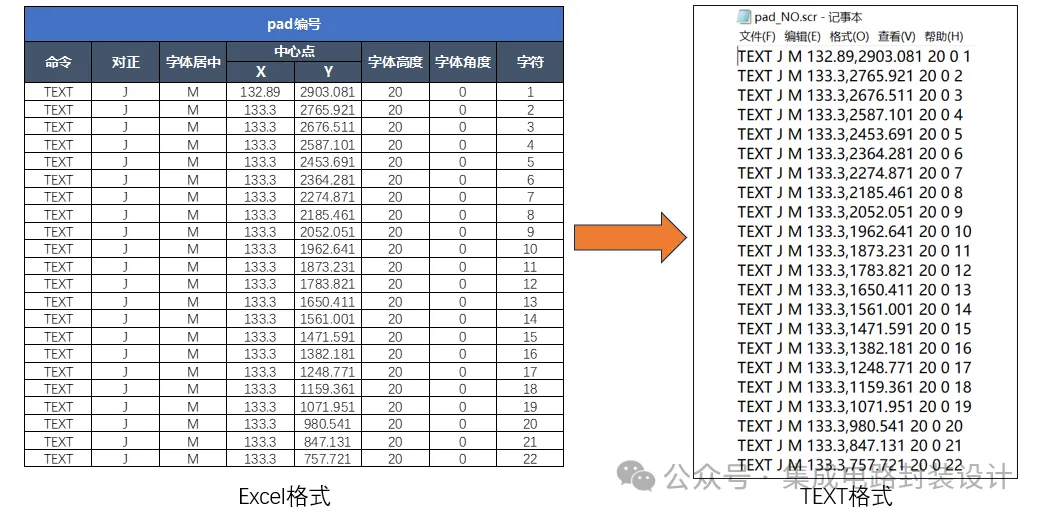 pad编号
命令 对正 字体居中 中心点 字体高度 字体角度 字符
X Y
TEXT J M 132.89 2903.081 20 0 1
TEXT J M 133.3 2765.921 20 0 2
TEXT J M 133.3 2676.511 20 0 3
TEXT J M 133.3 2587.101 20 0 4
TEXT J M 133.3 2453.691 20 0 5
TEXT J M 133.3 2364.281 20 0 6
TEXT J M 133.3 2274.871 20 0 7
TEXT J M 133.3 2185.461 20 0 8
TEXT J M 133.3 2052.051 20 0 9
TEXT J M 133.3 1962.641 20 0 10
TEXT J M 133.3 1873.231 20 0 11
TEXT J M 133.3 1783.821 20 0 12
TEXT J M 133.3 1650.411 20 0 13
TEXT J M 133.3 1561.001 20 0 14
TEXT J M 133.3 1471.591 20 0 15
TEXT J M 133.3 1382.181 20 0 16
TEXT J M 133.3 1248.771 20 0 17
TEXT J M 133.3 1159.361 20 0 18
TEXT J M 133.3 1071.951 20 0 19
TEXT J M 133.3 980.541 20 0 20
TEXT J M 133.3 847.131 20 0 21
TEXT J M 133.3 757.721 20 0 22
Excel格式
pad_NO.scr - 记事本
文件(F) 编辑(E) 格式(O) 查看(V) 帮助(H)
TEXT J M 132.89,2903.081 20 0 1
TEXT J M 133.3,2765.921 20 0 2
TEXT J M 133.3,2676.511 20 0 3
TEXT J M 133.3,2587.101 20 0 4
TEXT J M 133.3,2453.691 20 0 5
TEXT J M 133.3,2364.281 20 0 6
TEXT J M 133.3,2274.871 20 0 7
TEXT J M 133.3,2185.461 20 0 8
TEXT J M 133.3,2052.051 20 0 9
TEXT J M 133.3,1962.641 20 0 10
TEXT J M 133.3,1873.231 20 0 11
TEXT J M 133.3,1783.821 20 0 12
TEXT J M 133.3,1650.411 20 0 13
TEXT J M 133.3,1561.001 20 0 14
TEXT J M 133.3,1471.591 20 0 15
TEXT J M 133.3,1382.181 20 0 16
TEXT J M 133.3,1248.771 20 0 17
TEXT J M 133.3,1159.361 20 0 18
TEXT J M 133.3,1071.951 20 0 19
TEXT J M 133.3,980.541 20 0 20
TEXT J M 133.3,847.131 20 0 21
TEXT J M 133.3,757.721 20 0 22
公众号 · 集成电路封装设计
TEXT格式